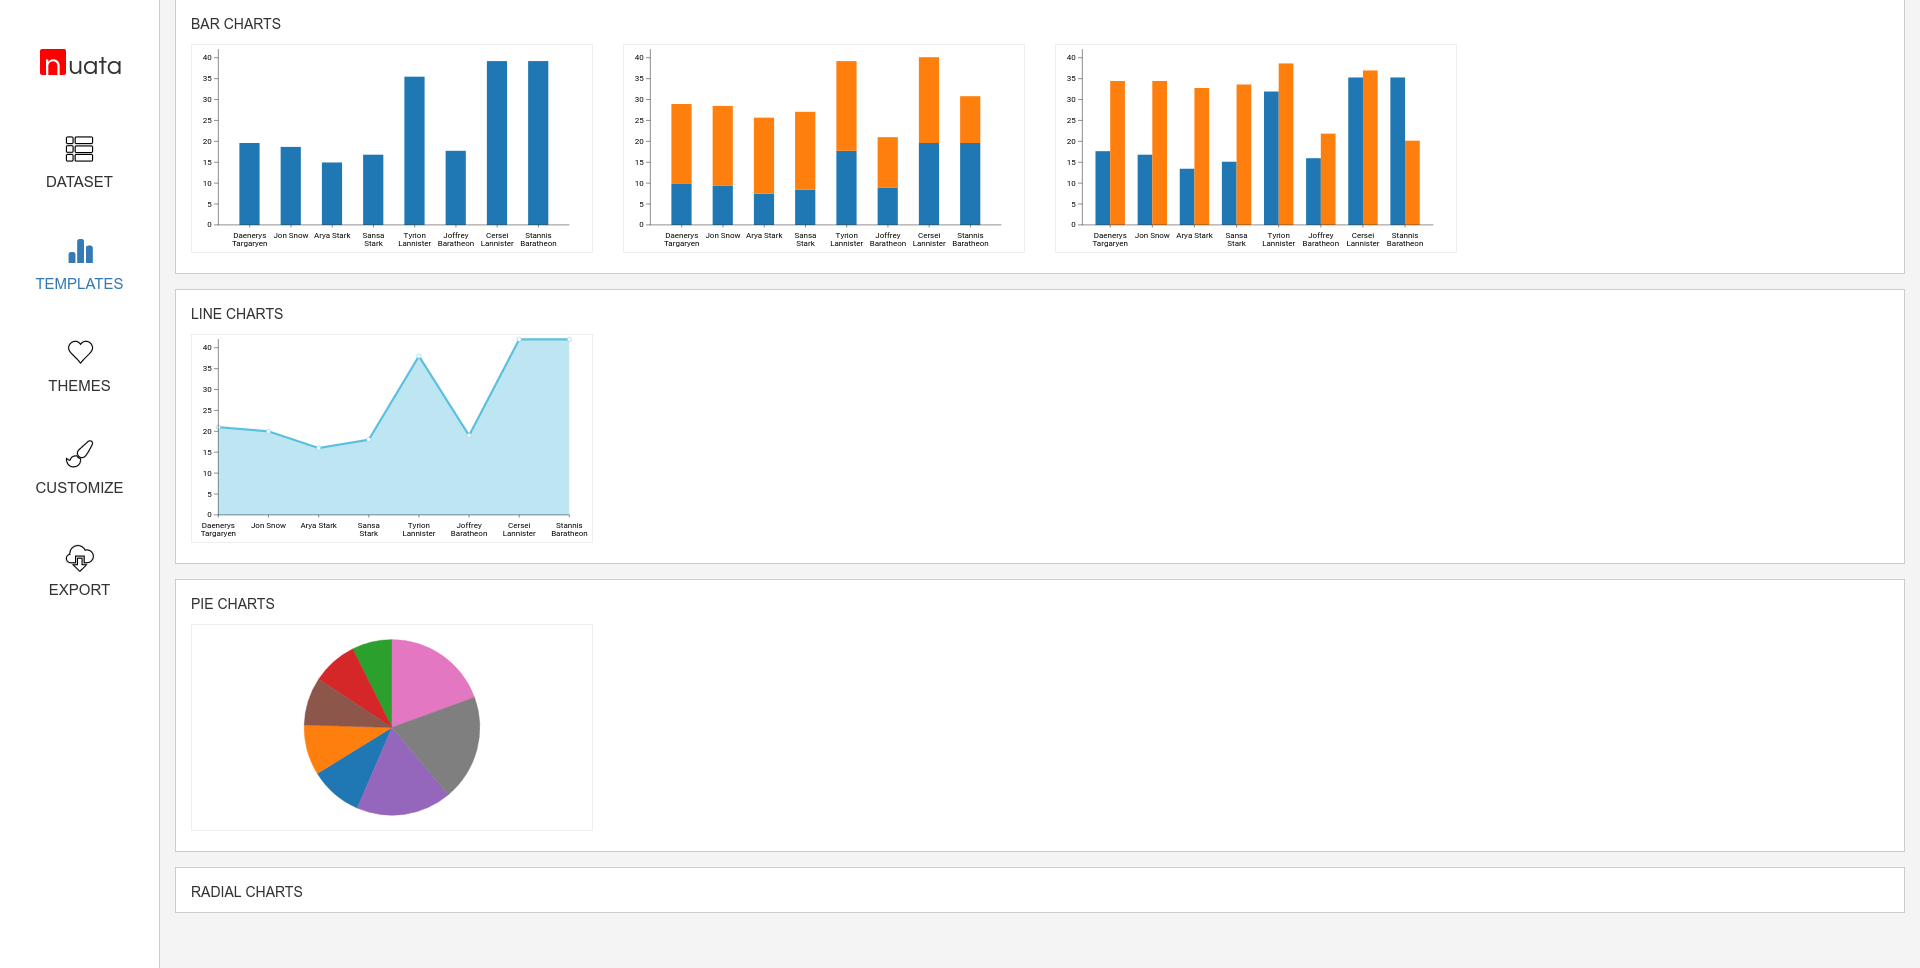 nuata
DATASET
TEMPLATES
THEMES
CUSTOMIZE
EXPORT
BAR CHARTS
40
35
30
25
20
15
10
5
0
Daenerys Jon Snow Arya Stark Sansa Tyrion Joffrey Cersei Stannis
Targaryen Stark Lannister Baratheon Lannister Baratheon
40
35
30
25
20
15
10
5
0
Daenerys Jon Snow Arya Stark Sansa Tyrion Joffrey Cersei Stannis
Targaryen Stark Lannister Baratheon Lannister Baratheon
40
35
30
25
20
15
10
5
0
Daenerys Jon Snow Arya Stark Sansa Tyrion Joffrey Cersei Stannis
Targaryen Stark Lannister Baratheon Lannister Baratheon
LINE CHARTS
40
35
30
25
20
15
10
5
0
Daenerys Jon Snow Arya Stark Sansa Tyrion Joffrey Cersei Stannis
Targaryen Stark Lannister Baratheon Lannister Baratheon
PIE CHARTS
RADIAL CHARTS